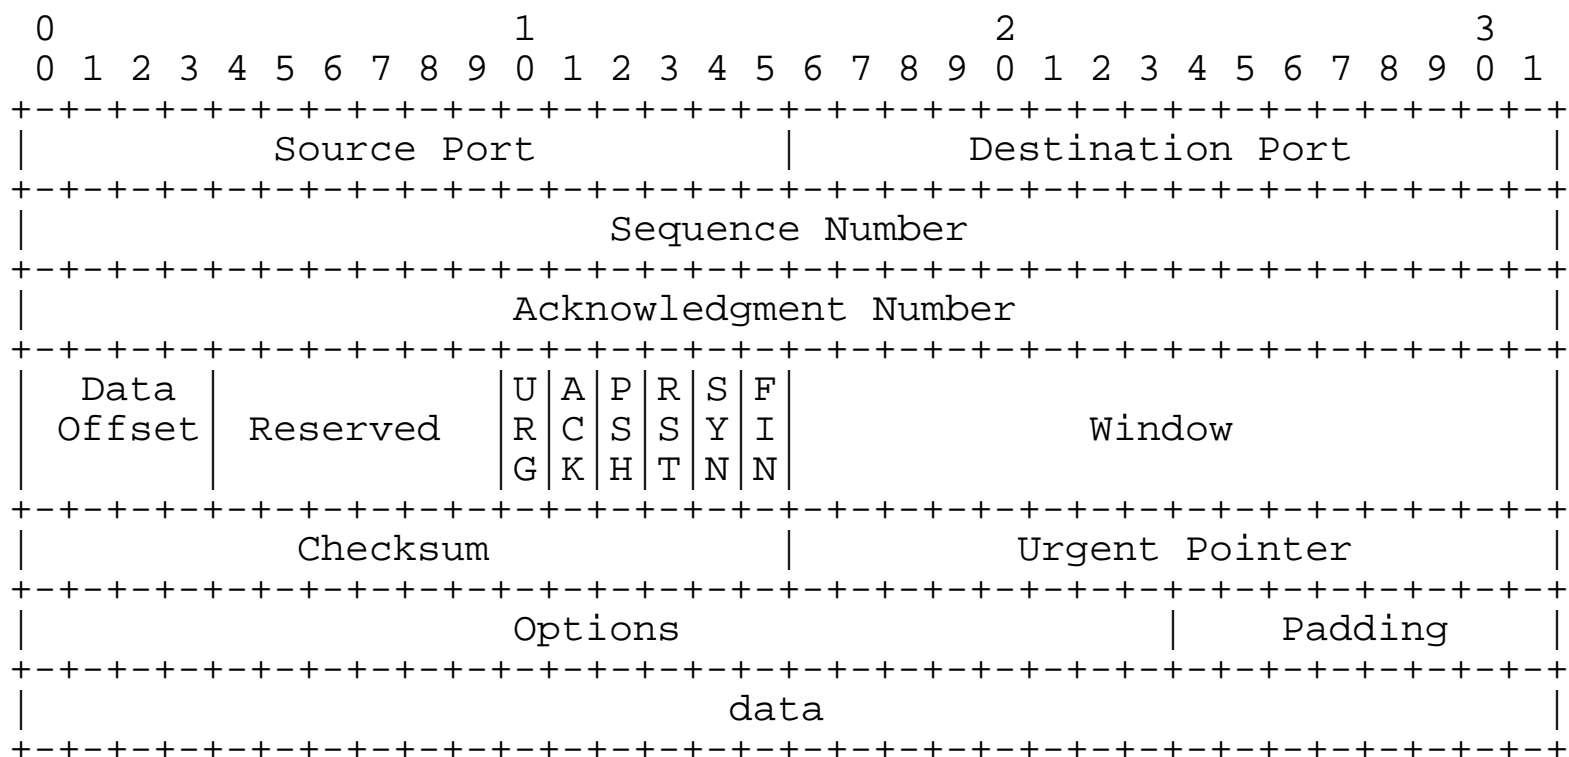 0                   1                   2                   3
 0 1 2 3 4 5 6 7 8 9 0 1 2 3 4 5 6 7 8 9 0 1 2 3 4 5 6 7 8 9 0 1
+-+-+-+-+-+-+-+-+-+-+-+-+-+-+-+-+-+-+-+-+-+-+-+-+-+-+-+-+-+-+-+-+
|          Source Port          |       Destination Port        |
+-+-+-+-+-+-+-+-+-+-+-+-+-+-+-+-+-+-+-+-+-+-+-+-+-+-+-+-+-+-+-+-+
|                        Sequence Number                        |
+-+-+-+-+-+-+-+-+-+-+-+-+-+-+-+-+-+-+-+-+-+-+-+-+-+-+-+-+-+-+-+-+
|                    Acknowledgment Number                      |
+-+-+-+-+-+-+-+-+-+-+-+-+-+-+-+-+-+-+-+-+-+-+-+-+-+-+-+-+-+-+-+-+
|  Data |           |U|A|P|R|S|F|                               |
| Offset| Reserved  |R|C|S|S|Y|I|            Window             |
|       |           |G|K|H|T|N|N|                               |
+-+-+-+-+-+-+-+-+-+-+-+-+-+-+-+-+-+-+-+-+-+-+-+-+-+-+-+-+-+-+-+-+
|           Checksum            |         Urgent Pointer        |
+-+-+-+-+-+-+-+-+-+-+-+-+-+-+-+-+-+-+-+-+-+-+-+-+-+-+-+-+-+-+-+-+
|                    Options                    |    Padding    |
+-+-+-+-+-+-+-+-+-+-+-+-+-+-+-+-+-+-+-+-+-+-+-+-+-+-+-+-+-+-+-+-+
|                             data                              |
+-+-+-+-+-+-+-+-+-+-+-+-+-+-+-+-+-+-+-+-+-+-+-+-+-+-+-+-+-+-+-+-+